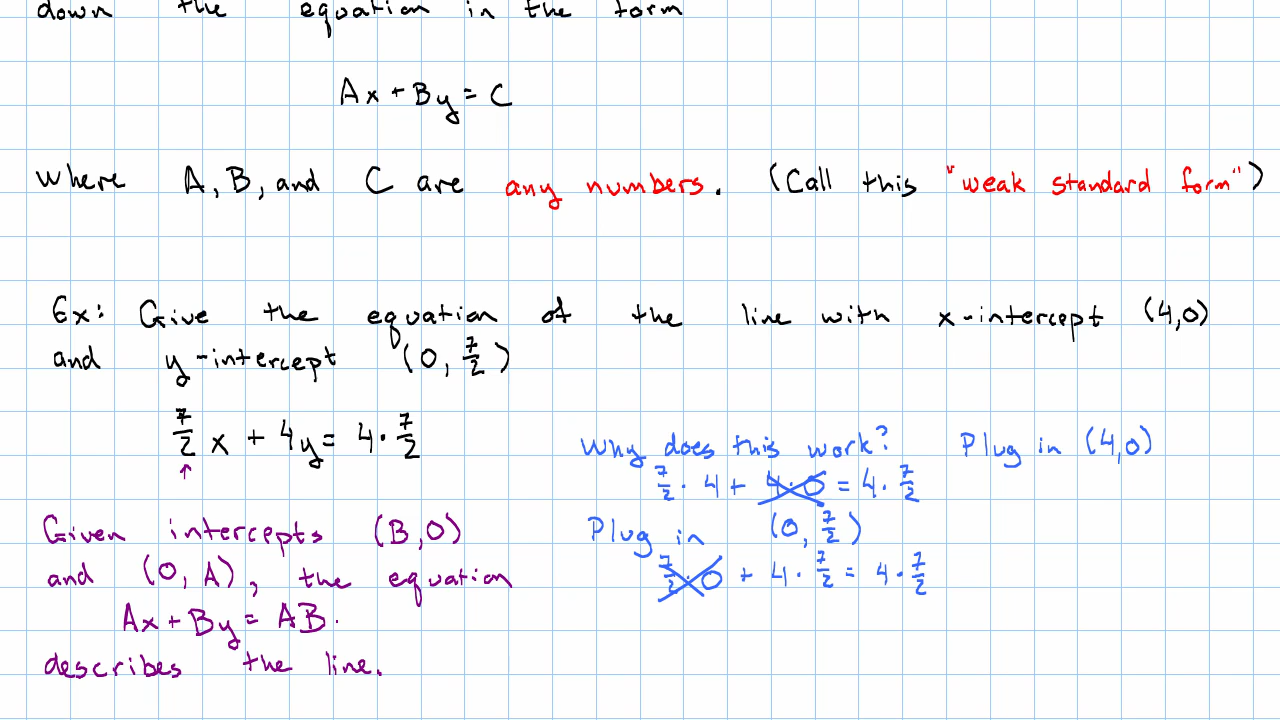 down the equation in the form
Ax + By = C
where A, B, and C are any numbers. (Call this "weak standard form")
Ex: Give the equation of the line with x-intercept (4,0)
and y-intercept (0, 7/2)
7/2 x + 4y = 4 · 7/2
↑
Given intercepts (B,0)
and (0, A), the equation
Ax + By = AB.
describes the line.
Why does this work? Plug in (4,0)
7/2 · 4 + 4·0 = 4 · 7/2
Plug in (0, 7/2)
7/2 · 0 + 4 · 7/2 = 4 · 7/2